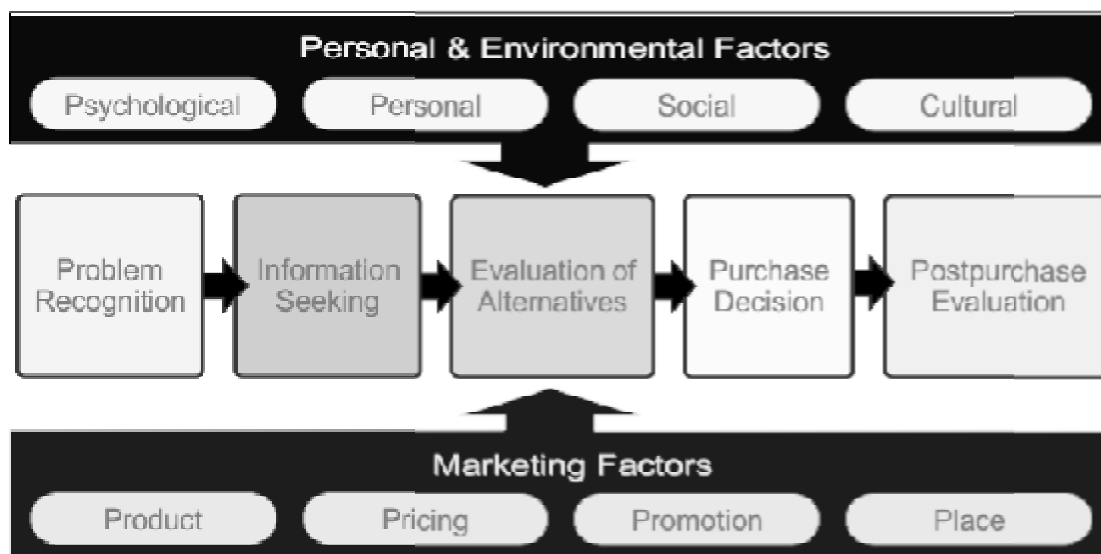 Personal & Environmental Factors
Psychological
Personal
Social
Cultural
Problem
Recognition
Information
Seeking
Evaluation of
Alternatives
Purchase
Decision
Postpurchase
Evaluation
Marketing Factors
Product
Pricing
Promotion
Place